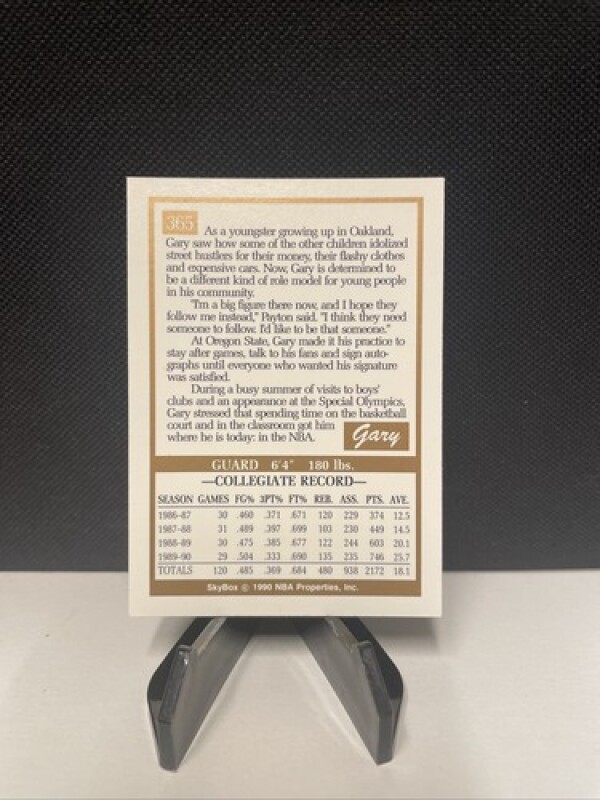 365
As a youngster growing up in Oakland,
Gary saw how some of the other children idolized
street hustlers for their money, their flashy clothes
and expensive cars. Now, Gary is determined to
be a different kind of role model for young people
in his community.
"I'm a big figure there now, and I hope they
follow me instead," Payton said. "I think they need
someone to follow. I'd like to be that someone."
At Oregon State, Gary made it his practice to
stay after games, talk to his fans and sign auto-
graphs until everyone who wanted his signature
was satisfied.
During a busy summer of visits to boys'
clubs and an appearance at the Special Olympics,
Gary stressed that spending time on the basketball
court and in the classroom got him
where he is today: in the NBA.
Gary
GUARD 6'4" 180 lbs.
—COLLEGIATE RECORD—
SEASON GAMES FG% 3PT% FT% REB. ASS. PTS. AVE.
1986-87 30 .460 .371 .671 120 229 374 12.5
1987-88 31 .489 .397 .699 103 230 449 14.5
1988-89 30 .475 .385 .677 122 244 603 20.1
1989-90 29 .504 .333 .690 135 235 746 25.7
TOTALS 120 .485 .369 .684 480 938 2172 18.1
SkyBox © 1990 NBA Properties, Inc.